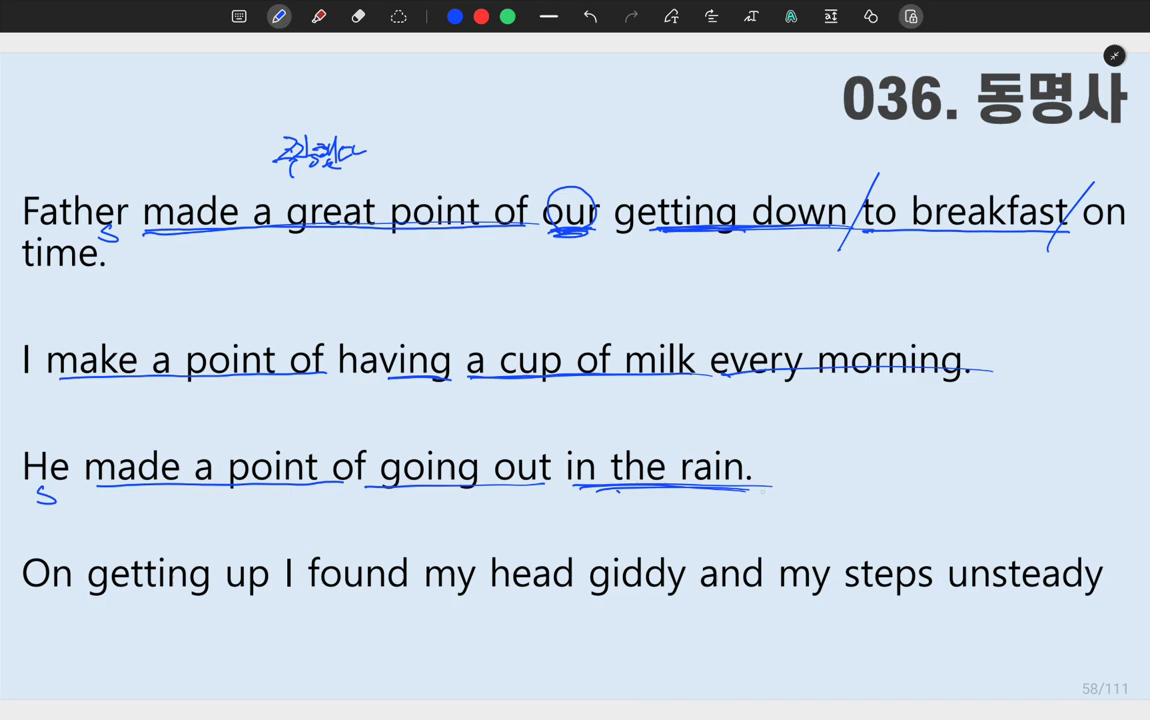 036. 동명사
Father made a great point of our getting down to breakfast on
time.
S
I make a point of having a cup of milk every morning.
He made a point of going out in the rain.
S
On getting up I found my head giddy and my steps unsteady
58/111